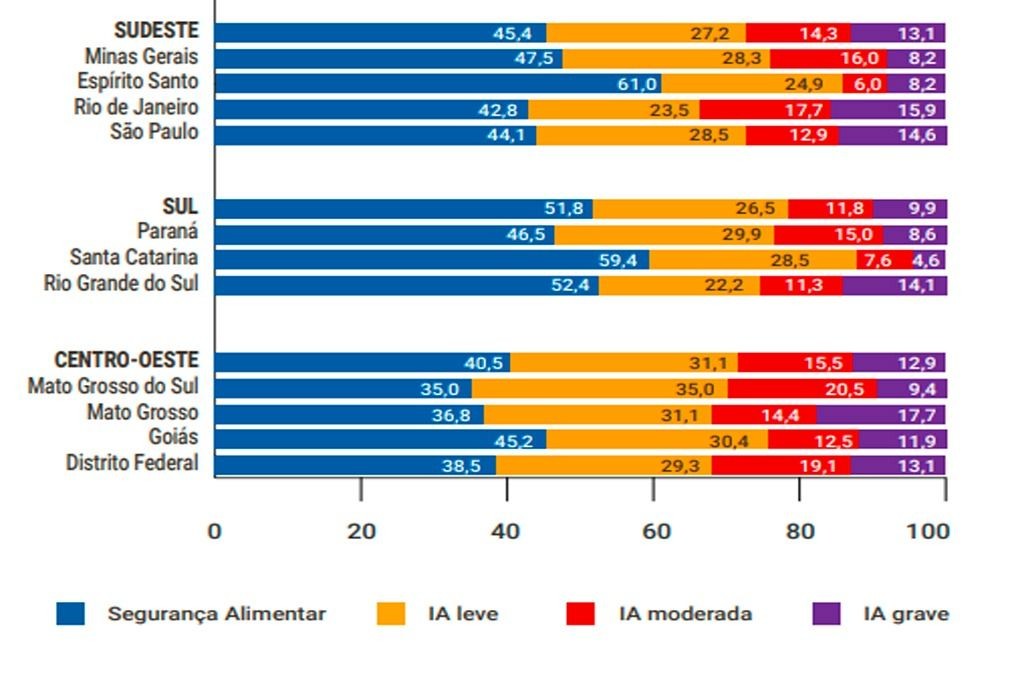 SUDESTE 45,4 27,2 14,3 13,1
Minas Gerais 47,5 28,3 16,0 8,2
Espírito Santo 61,0 24,9 6,0 8,2
Rio de Janeiro 42,8 23,5 17,7 15,9
São Paulo 44,1 28,5 12,9 14,6
SUL 51,8 26,5 11,8 9,9
Paraná 46,5 29,9 15,0 8,6
Santa Catarina 59,4 28,5 7,6 4,6
Rio Grande do Sul 52,4 22,2 11,3 14,1
CENTRO-OESTE 40,5 31,1 15,5 12,9
Mato Grosso do Sul 35,0 35,0 20,5 9,4
Mato Grosso 36,8 31,1 14,4 17,7
Goiás 45,2 30,4 12,5 11,9
Distrito Federal 38,5 29,3 19,1 13,1
0 20 40 60 80 100
Segurança Alimentar IA leve IA moderada IA grave